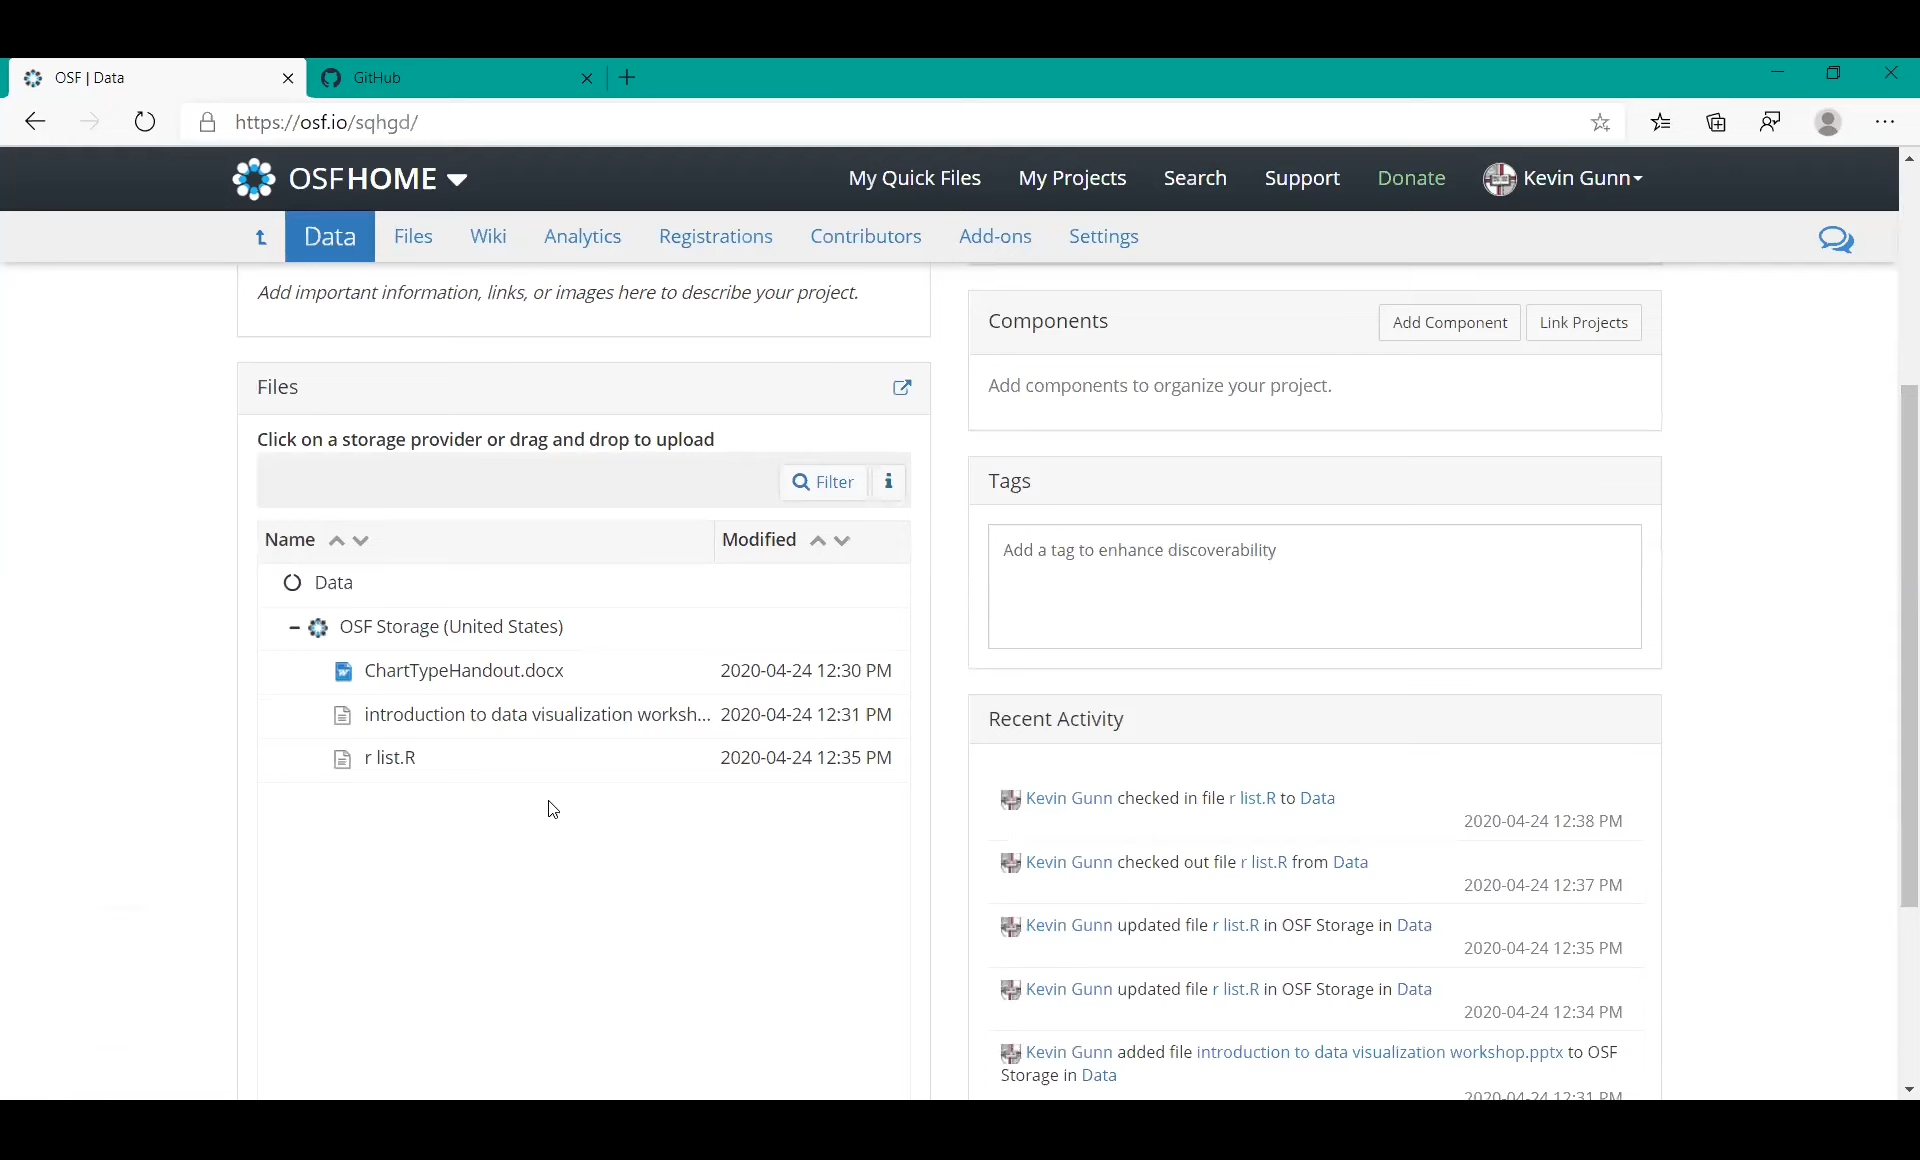 OSF | Data
GitHub
https://osf.io/sqhgd/
OSFHOME
My Quick Files
My Projects
Search
Support
Donate
Kevin Gunn
Data
Files
Wiki
Analytics
Registrations
Contributors
Add-ons
Settings
Add important information, links, or images here to describe your project.
Files
Click on a storage provider or drag and drop to upload
Filter
i
Name
Modified
Data
OSF Storage (United States)
ChartTypeHandout.docx 2020-04-24 12:30 PM
introduction to data visualization worksh... 2020-04-24 12:31 PM
r list.R 2020-04-24 12:35 PM
Components
Add Component
Link Projects
Add components to organize your project.
Tags
Add a tag to enhance discoverability
Recent Activity
Kevin Gunn checked in file r list.R to Data
2020-04-24 12:38 PM
Kevin Gunn checked out file r list.R from Data
2020-04-24 12:37 PM
Kevin Gunn updated file r list.R in OSF Storage in Data
2020-04-24 12:35 PM
Kevin Gunn updated file r list.R in OSF Storage in Data
2020-04-24 12:34 PM
Kevin Gunn added file introduction to data visualization workshop.pptx to OSF
Storage in Data
2020-04-24 12:31 PM